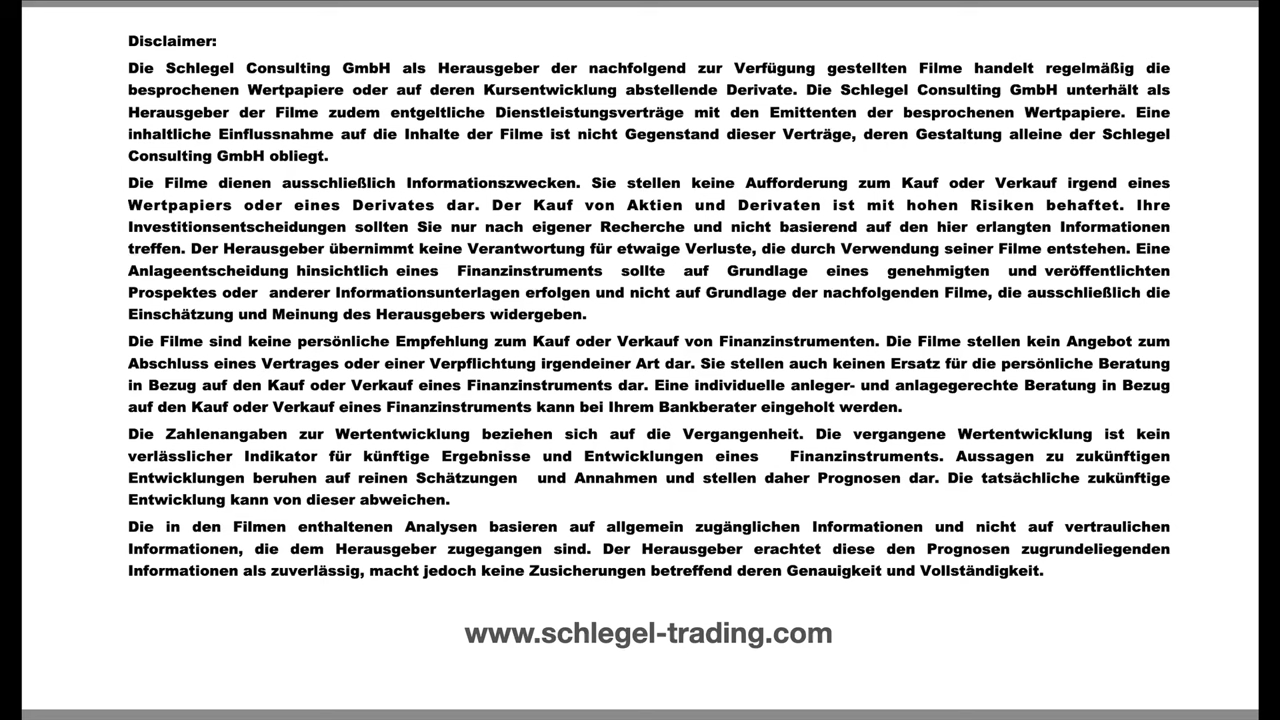 Disclaimer:
Die Schlegel Consulting GmbH als Herausgeber der nachfolgend zur Verfügung gestellten Filme handelt regelmäßig die
besprochenen Wertpapiere oder auf deren Kursentwicklung abstellende Derivate. Die Schlegel Consulting GmbH unterhält als
Herausgeber der Filme zudem entgeltliche Dienstleistungsverträge mit den Emittenten der besprochenen Wertpapiere. Eine
inhaltliche Einflussnahme auf die Inhalte der Filme ist nicht Gegenstand dieser Verträge, deren Gestaltung alleine der Schlegel
Consulting GmbH obliegt.
Die Filme dienen ausschließlich Informationszwecken. Sie stellen keine Aufforderung zum Kauf oder Verkauf irgend eines
Wertpapiers oder eines Derivates dar. Der Kauf von Aktien und Derivaten ist mit hohen Risiken behaftet. Ihre
Investitionsentscheidungen sollten Sie nur nach eigener Recherche und nicht basierend auf den hier erlangten Informationen
treffen. Der Herausgeber übernimmt keine Verantwortung für etwaige Verluste, die durch Verwendung seiner Filme entstehen. Eine
Anlageentscheidung hinsichtlich eines Finanzinstruments sollte auf Grundlage eines genehmigten und veröffentlichten
Prospektes oder anderer Informationsunterlagen erfolgen und nicht auf Grundlage der nachfolgenden Filme, die ausschließlich die
Einschätzung und Meinung des Herausgebers widergeben.
Die Filme sind keine persönliche Empfehlung zum Kauf oder Verkauf von Finanzinstrumenten. Die Filme stellen kein Angebot zum
Abschluss eines Vertrages oder einer Verpflichtung irgendeiner Art dar. Sie stellen auch keinen Ersatz für die persönliche Beratung
in Bezug auf den Kauf oder Verkauf eines Finanzinstruments dar. Eine individuelle anleger- und anlagegerechte Beratung in Bezug
auf den Kauf oder Verkauf eines Finanzinstruments kann bei Ihrem Bankberater eingeholt werden.
Die Zahlenangaben zur Wertentwicklung beziehen sich auf die Vergangenheit. Die vergangene Wertentwicklung ist kein
verlässlicher Indikator für künftige Ergebnisse und Entwicklungen eines Finanzinstruments. Aussagen zu zukünftigen
Entwicklungen beruhen auf reinen Schätzungen und Annahmen und stellen daher Prognosen dar. Die tatsächliche zukünftige
Entwicklung kann von dieser abweichen.
Die in den Filmen enthaltenen Analysen basieren auf allgemein zugänglichen Informationen und nicht auf vertraulichen
Informationen, die dem Herausgeber zugegangen sind. Der Herausgeber erachtet diese den Prognosen zugrundeliegenden
Informationen als zuverlässig, macht jedoch keine Zusicherungen betreffend deren Genauigkeit und Vollständigkeit.
www.schlegel-trading.com